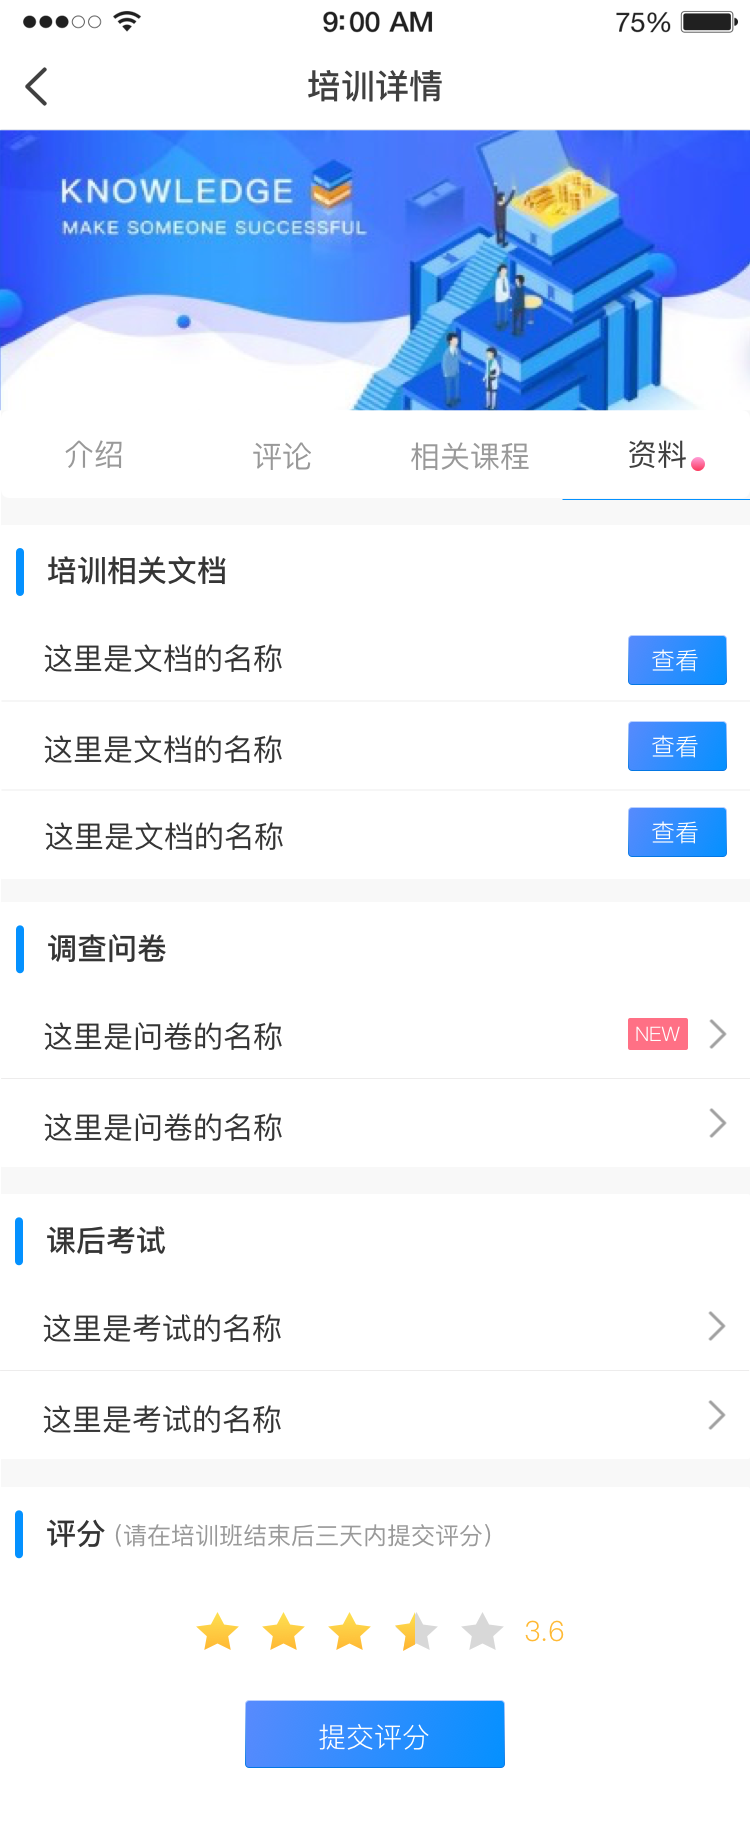 9:00 AM
75%
培训详情
KNOWLEDGE
MAKE SOMEONE SUCCESSFUL
介绍
评论
相关课程
资料
培训相关文档
这里是文档的名称
查看
这里是文档的名称
查看
这里是文档的名称
查看
调查问卷
这里是问卷的名称
NEW
这里是问卷的名称
课后考试
这里是考试的名称
这里是考试的名称
评分 (请在培训班结束后三天内提交评分)
3.6
提交评分